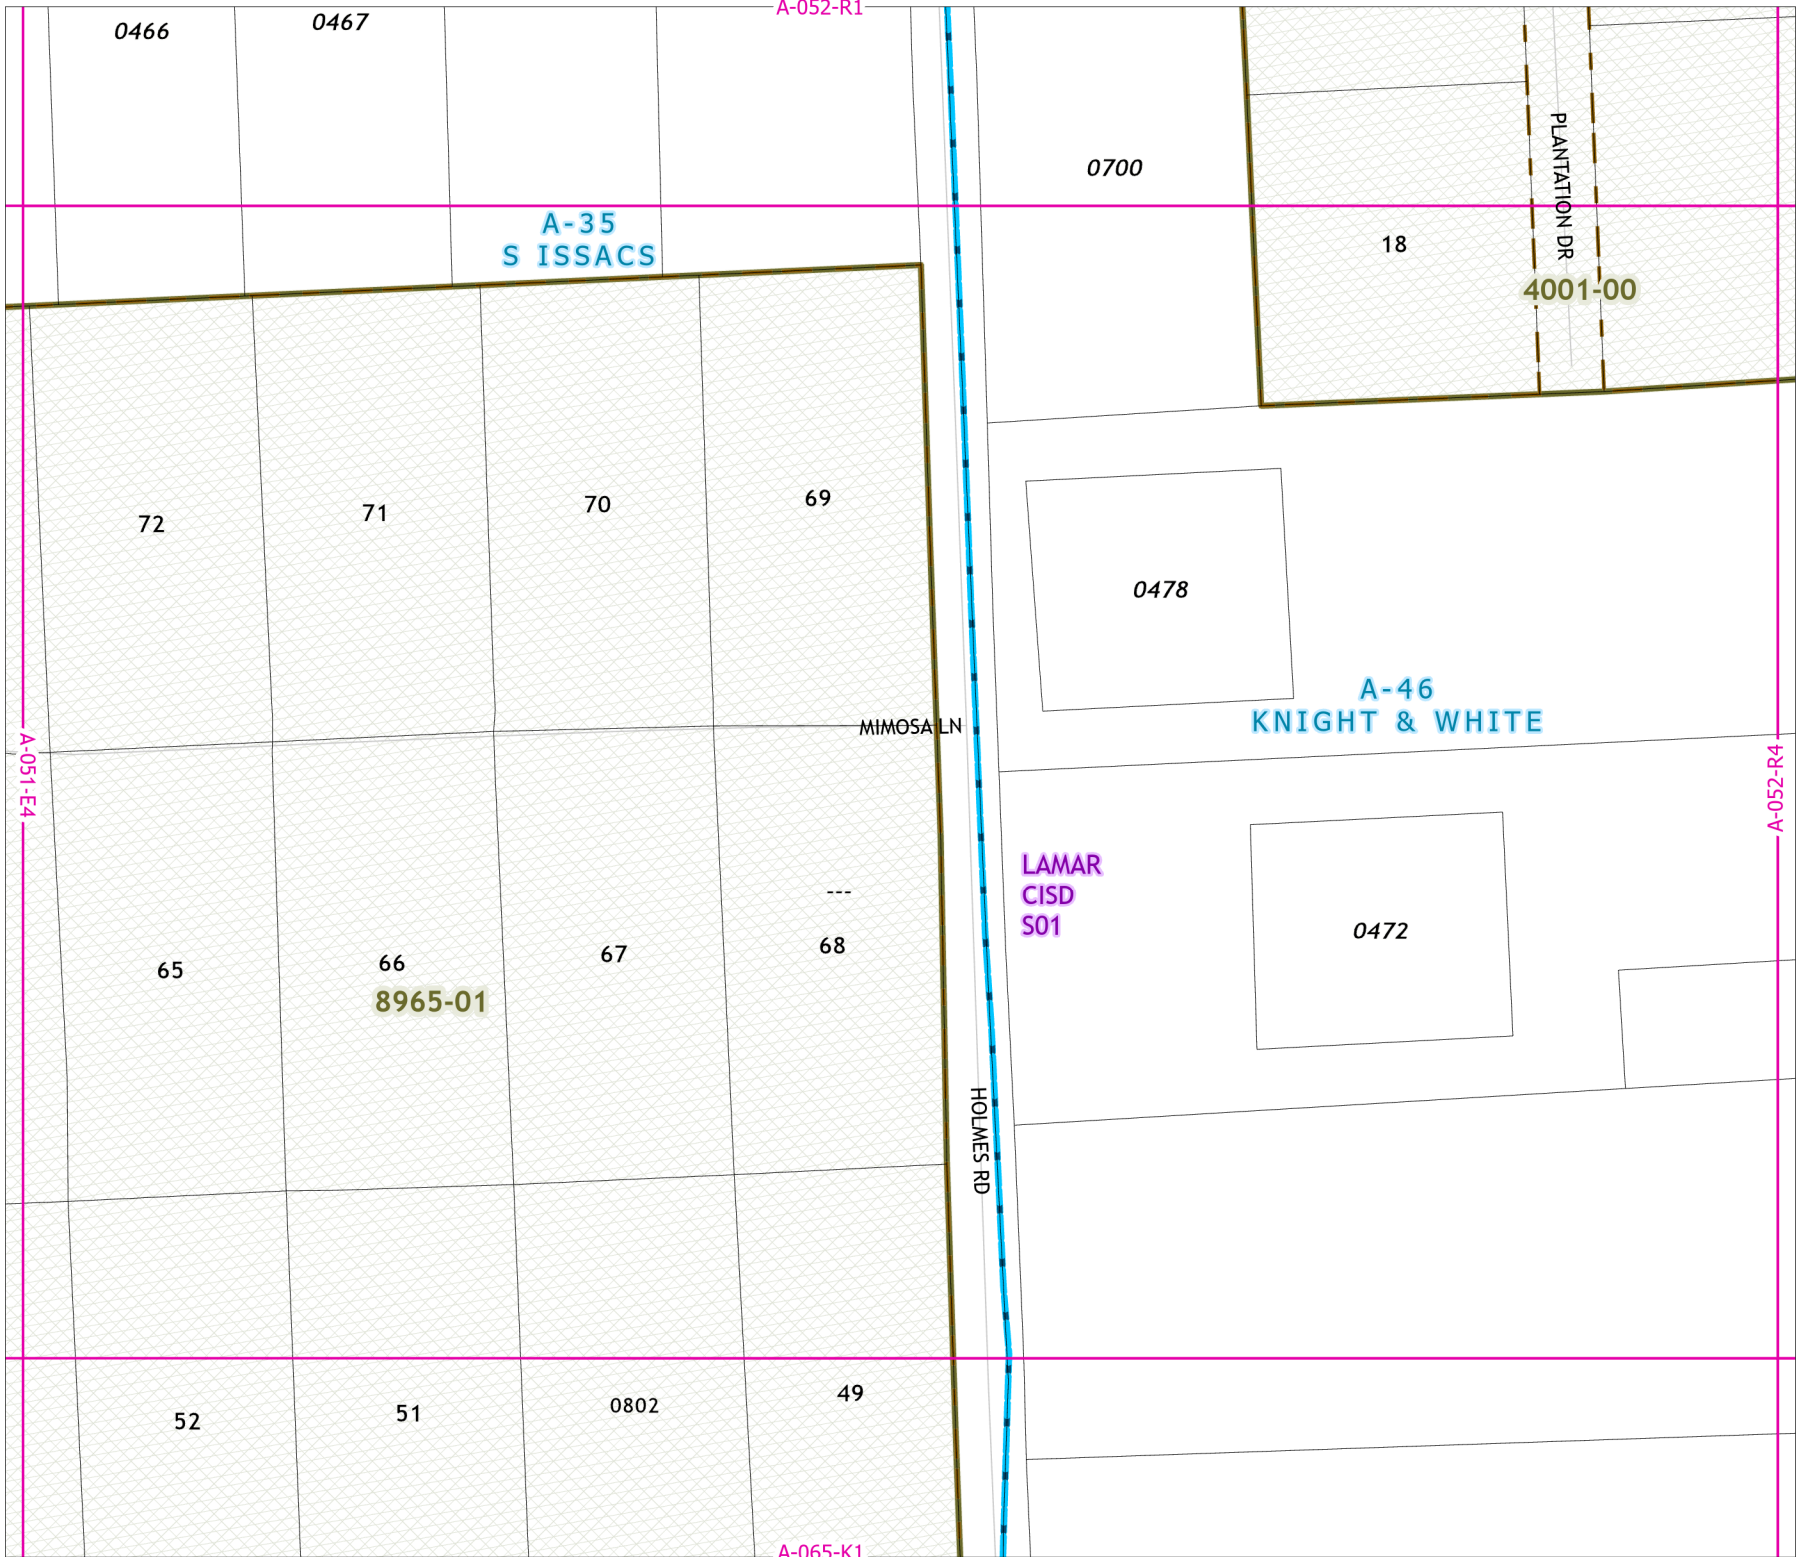 A-052-R1
0466
0467
0700
PLANTATION DR
A-35
S ISSACS
18
4001-00
72
71
70
69
0478
A-46
KNIGHT & WHITE
MIMOSA LN
A-051-E4
A-052-R4
LAMAR
CISD
S01
---
65
66
67
68
0472
8965-01
HOLMES RD
52
51
0802
49
A-065-K1